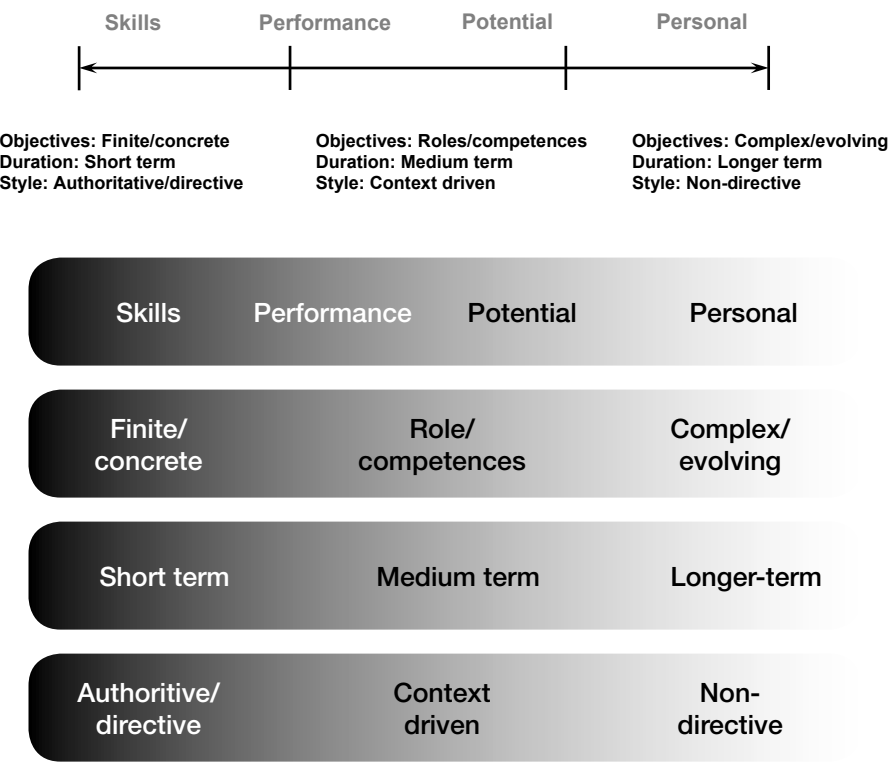 Skills Performance Potential Personal
Objectives: Finite/concrete
Duration: Short term
Style: Authoritative/directive
Objectives: Roles/competences
Duration: Medium term
Style: Context driven
Objectives: Complex/evolving
Duration: Longer term
Style: Non-directive
Skills Performance Potential Personal
Finite/
concrete
Role/
competences
Complex/
evolving
Short term Medium term Longer-term
Authoritive/
directive
Context
driven
Non-
directive